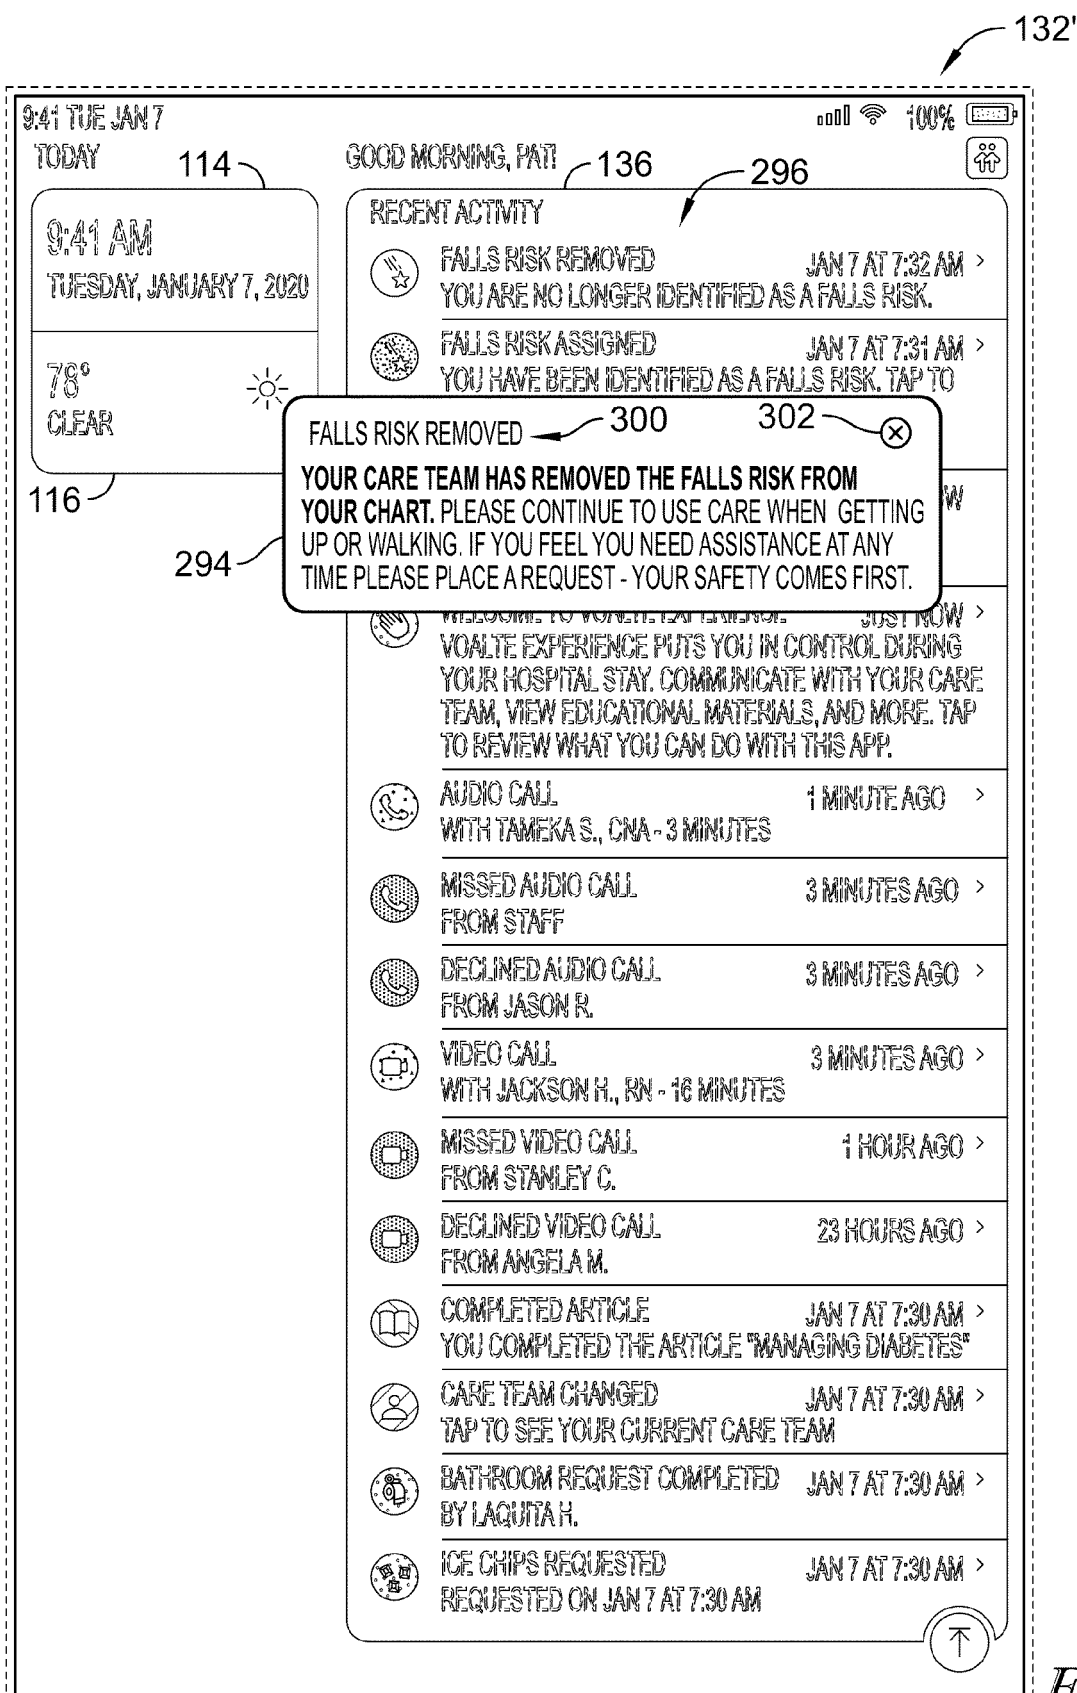 132'
9:41 TUE JAN 7
100%
TODAY
114
GOOD MORNING, PAT!
136
296
9:41 AM
TUESDAY, JANUARY 7, 2020
78°
CLEAR
116
RECENT ACTIVITY
FALLS RISK REMOVED JAN 7 AT 7:32 AM >
YOU ARE NO LONGER IDENTIFIED AS A FALLS RISK.
FALLS RISK ASSIGNED JAN 7 AT 7:31 AM >
YOU HAVE BEEN IDENTIFIED AS A FALLS RISK. TAP TO
FALLS RISK REMOVED 300 302
YOUR CARE TEAM HAS REMOVED THE FALLS RISK FROM
YOUR CHART. PLEASE CONTINUE TO USE CARE WHEN GETTING
UP OR WALKING. IF YOU FEEL YOU NEED ASSISTANCE AT ANY
TIME PLEASE PLACE A REQUEST - YOUR SAFETY COMES FIRST.
294
WELCOME TO VOALTE EXPERIENCE JUST NOW >
VOALTE EXPERIENCE PUTS YOU IN CONTROL DURING
YOUR HOSPITAL STAY. COMMUNICATE WITH YOUR CARE
TEAM, VIEW EDUCATIONAL MATERIALS, AND MORE. TAP
TO REVIEW WHAT YOU CAN DO WITH THIS APP.
AUDIO CALL 1 MINUTE AGO >
WITH TAMEKA S., CNA - 3 MINUTES
MISSED AUDIO CALL 3 MINUTES AGO >
FROM STAFF
DECLINED AUDIO CALL 3 MINUTES AGO >
FROM JASON R.
VIDEO CALL 3 MINUTES AGO >
WITH JACKSON H., RN - 16 MINUTES
MISSED VIDEO CALL 1 HOUR AGO >
FROM STANLEY C.
DECLINED VIDEO CALL 23 HOURS AGO >
FROM ANGELA M.
COMPLETED ARTICLE JAN 7 AT 7:30 AM >
YOU COMPLETED THE ARTICLE "MANAGING DIABETES"
CARE TEAM CHANGED JAN 7 AT 7:30 AM >
TAP TO SEE YOUR CURRENT CARE TEAM
BATHROOM REQUEST COMPLETED JAN 7 AT 7:30 AM >
BY LAQUITA H.
ICE CHIPS REQUESTED JAN 7 AT 7:30 AM >
REQUESTED ON JAN 7 AT 7:30 AM